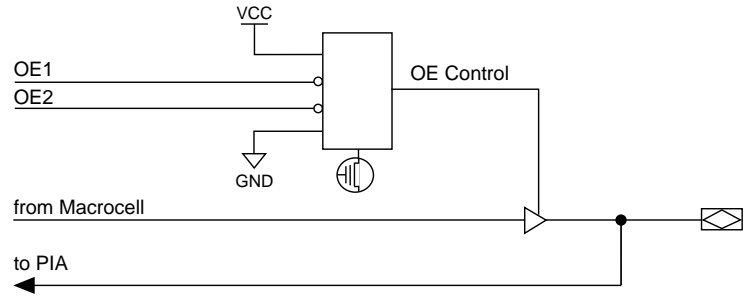 VCC
OE1
OE Control
OE2
GND
from Macrocell
to PIA